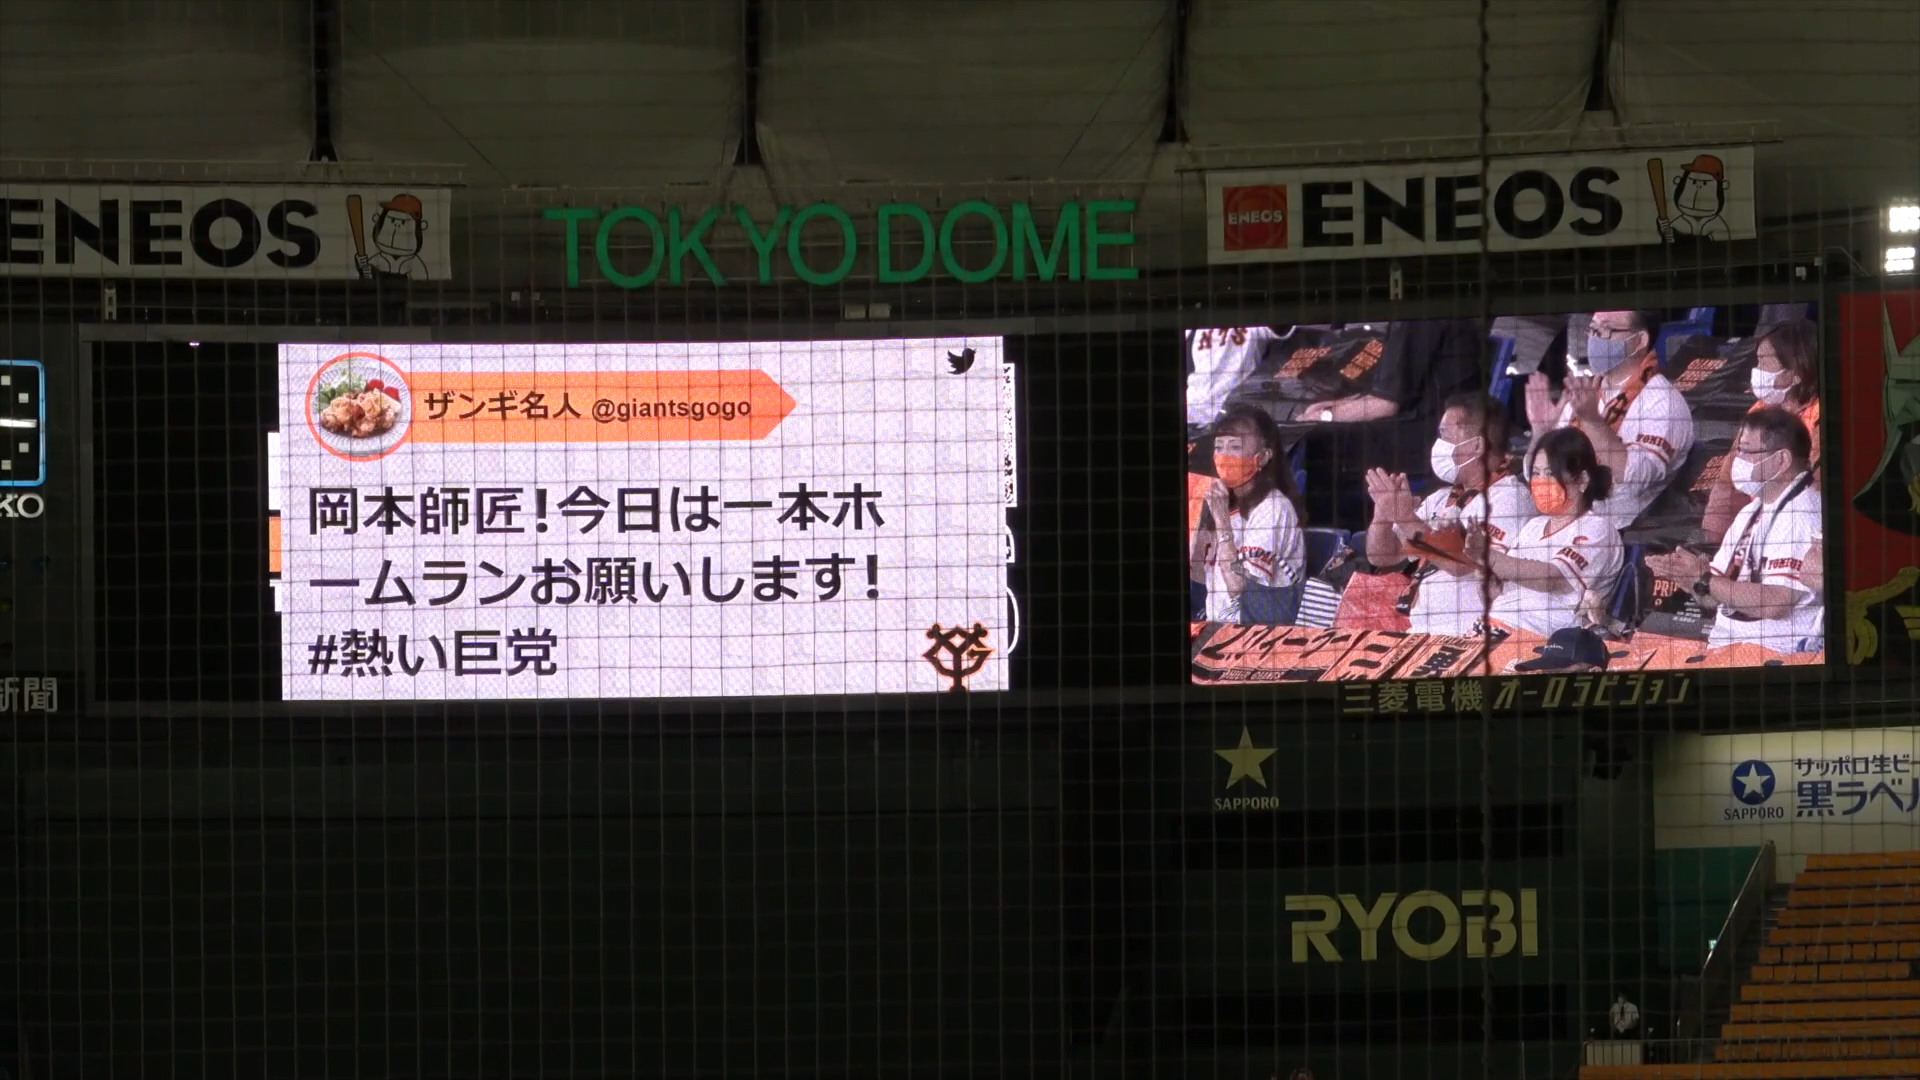 ENEOS
TOKYO DOME
ENEOS
ENEOS
ザンギ名人 @giantsgogo
岡本師匠！今日は一本ホ
ームランお願いします！
#熱い巨党
KO
新聞
三菱電機 オーロラビジョン
SAPPORO
サッポロ生ビ
SAPPORO
黒ラベル
RYOBI